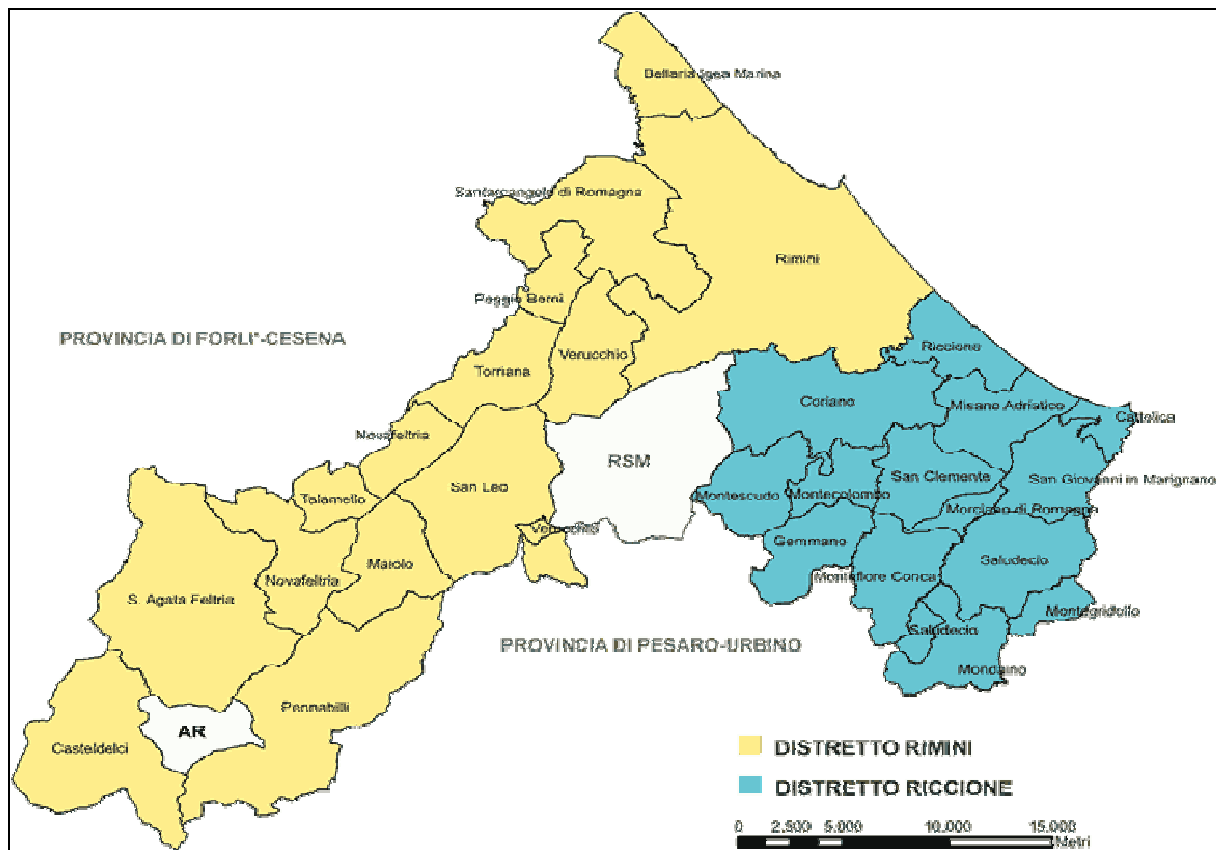 Bellaria Igea Marina
Santarcangelo di Romagna
Rimini
Poggio Berni
PROVINCIA DI FORLI'-CESENA
Riccione
Verucchio
Torriana
Coriano
Misano Adriatico
Cattolica
Novafeltria
RSM
San Clemente
San Giovanni in Marignano
San Leo
Talamello
Montescudo
Montecolombo
Morciano di Romagna
Verucchio
Gemmano
Saludecio
Maiolo
Novafeltria
Montefiore Conca
S. Agata Feltria
Montegridolfo
Saludecio
PROVINCIA DI PESARO-URBINO
Mondaino
Pennabilli
AR
Casteldelci
DISTRETTO RIMINI
DISTRETTO RICCIONE
0 2.500 5.000 10.000 15.000
Metri